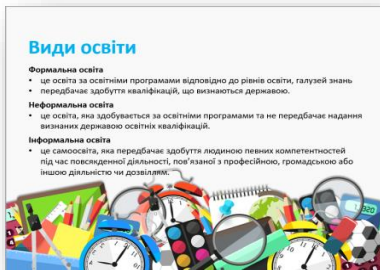 Види освіти
Формальна освіта
• це освіта за освітніми програмами відповідно до рівнів освіти, галузей знань
• передбачає здобуття кваліфікацій, що визнаються державою.
Неформальна освіта
• це освіта, яка здобувається за освітніми програмами та не передбачає надання
визнаних державою освітніх кваліфікацій.
Інформальна освіта
• це самоосвіта, яка передбачає здобуття людиною певних компетентностей
під час повсякденної діяльності, пов'язаної з професійною, громадською або
іншою діяльністю чи дозвіллям.